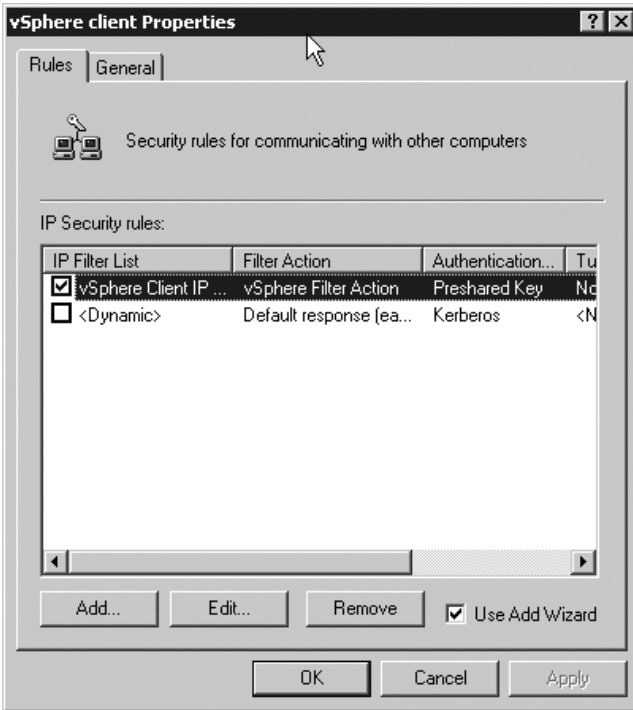 vSphere client Properties
Rules General
Security rules for communicating with other computers
IP Security rules:
IP Filter List Filter Action Authentication... Tu
vSphere Client IP ... vSphere Filter Action Preshared Key No
<Dynamic> Default response (ea... Kerberos <N
Add... Edit... Remove Use Add Wizard
OK Cancel Apply